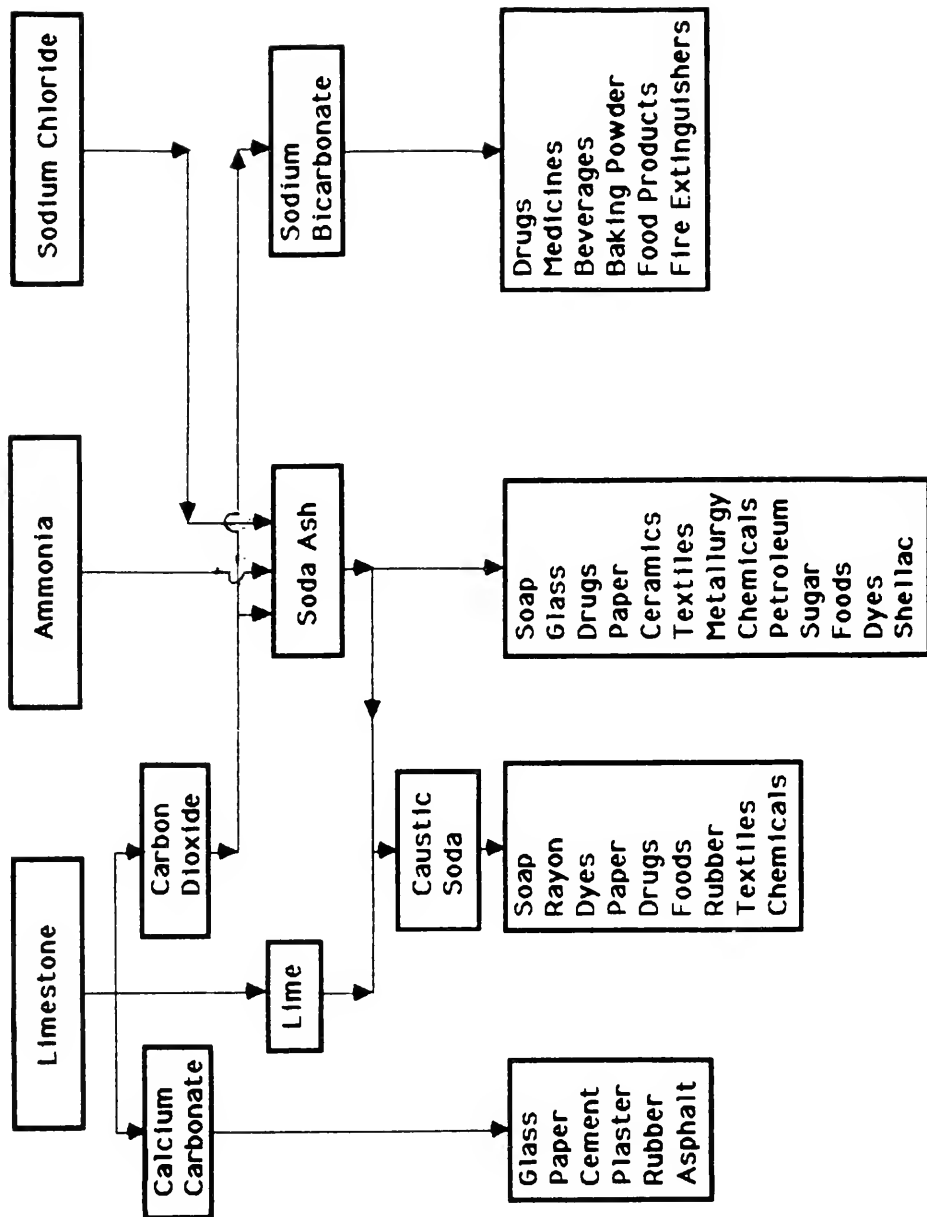 Limestone
Ammonia
Sodium Chloride
Calcium
Carbonate
Carbon
Dioxide
Lime
Soda Ash
Sodium
Bicarbonate
Caustic
Soda
Glass
Paper
Cement
Plaster
Rubber
Asphalt
Soap
Rayon
Dyes
Paper
Drugs
Foods
Rubber
Textiles
Chemicals
Soap
Glass
Drugs
Paper
Ceramics
Textiles
Metallurgy
Chemicals
Petroleum
Sugar
Foods
Dyes
Shellac
Drugs
Medicines
Beverages
Baking Powder
Food Products
Fire Extinguishers